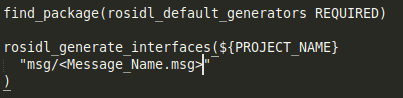 find_package(rosidl_default_generators REQUIRED)
rosidl_generate_interfaces(${PROJECT_NAME}
"msg/<Message_Name.msg>"
)